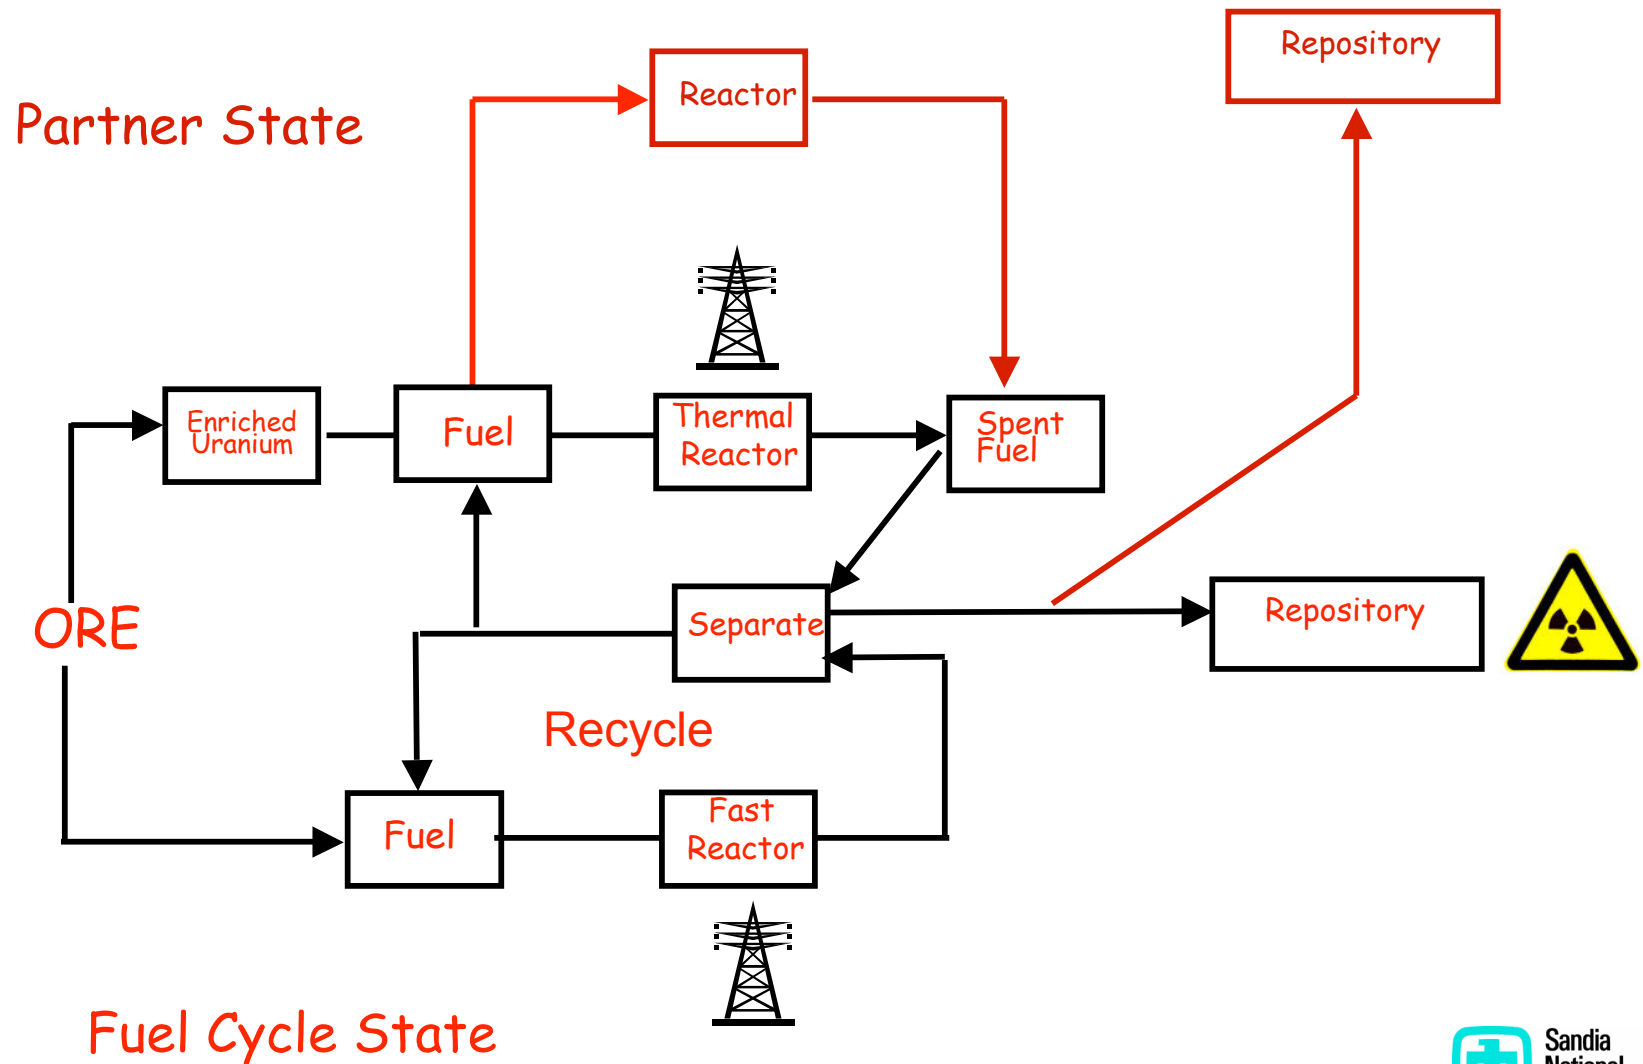 Repository
Reactor
Partner State
Enriched
Uranium
Fuel
Thermal
Reactor
Spent
Fuel
ORE
Separate
Repository
Recycle
Fuel
Fast
Reactor
Fuel Cycle State
Sandia
National